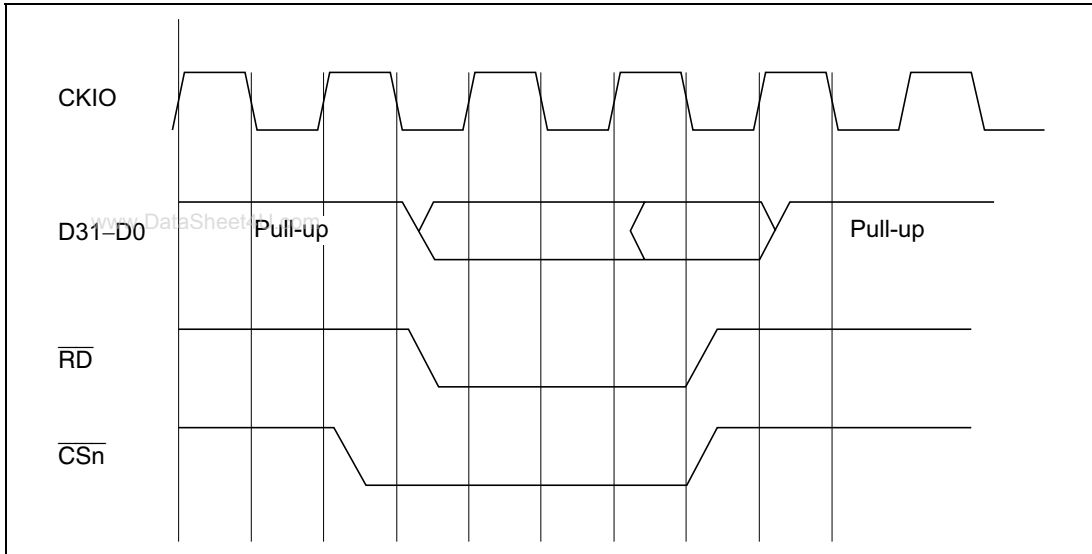 CKIO
www.DataSheet4U.com
D31–D0
Pull-up
Pull-up
RD
CSn